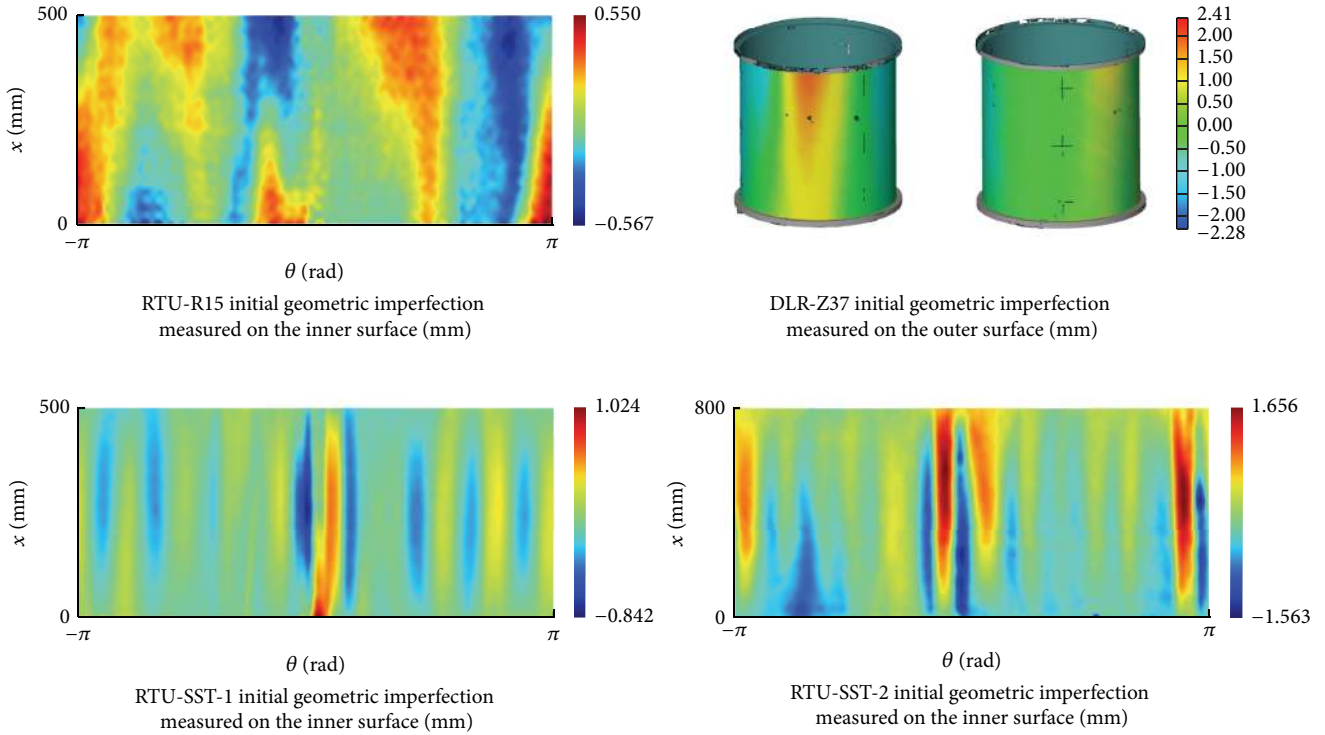 500
0.550
x (mm)
0
−0.567
−π
π
θ (rad)
RTU-R15 initial geometric imperfection
measured on the inner surface (mm)
2.41
2.00
1.50
1.00
0.50
0.00
−0.50
−1.00
−1.50
−2.00
−2.28
DLR-Z37 initial geometric imperfection
measured on the outer surface (mm)
500
1.024
x (mm)
0
−0.842
−π
π
θ (rad)
RTU-SST-1 initial geometric imperfection
measured on the inner surface (mm)
800
1.656
x (mm)
0
−1.563
−π
π
θ (rad)
RTU-SST-2 initial geometric imperfection
measured on the inner surface (mm)